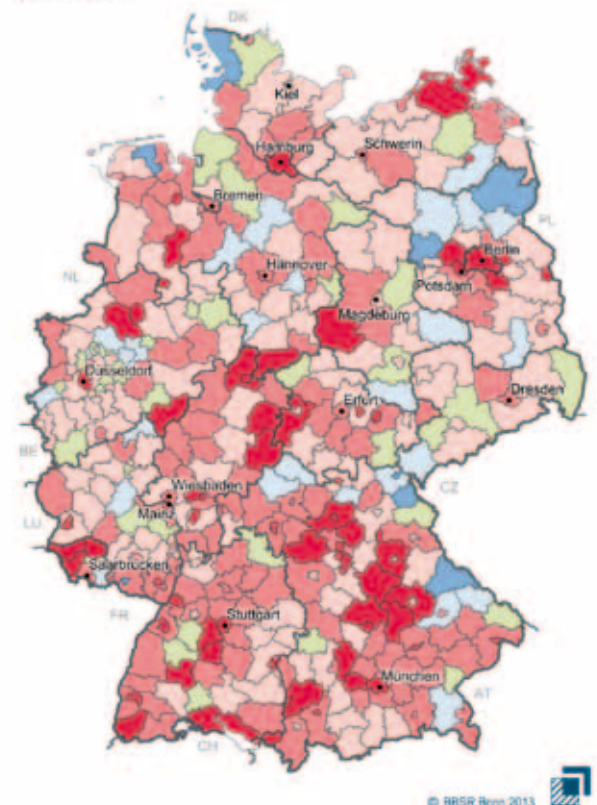 DK
Kiel
Hamburg
Schwerin
Bremen
PL
NL
Hannover
Berlin
Potsdam
Magdeburg
Düsseldorf
Erfurt
Dresden
BE
CZ
Wiesbaden
Mainz
LU
Saarbrücken
FR
Stuttgart
München
AT
CH
© BBSR Bonn 2013